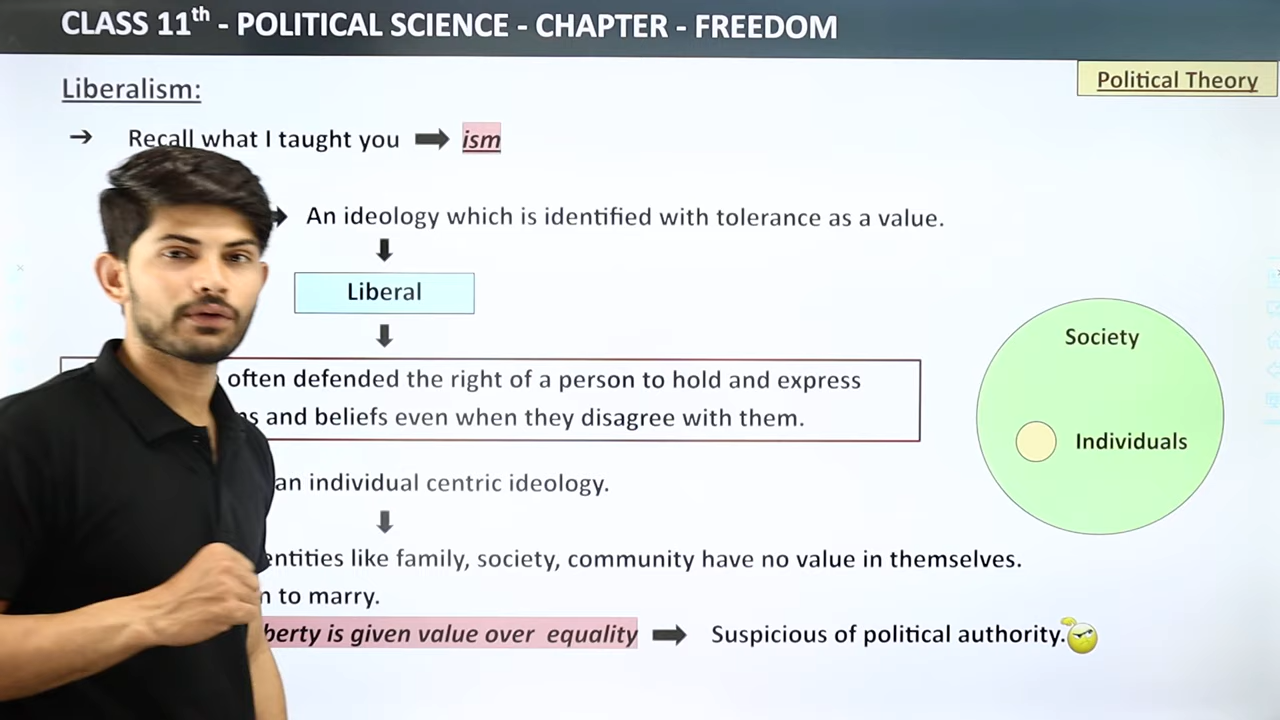 CLASS 11th - POLITICAL SCIENCE - CHAPTER - FREEDOM
Political Theory
Liberalism:
→ Recall what I taught you ism
An ideology which is identified with tolerance as a value.
Liberal
Society
often defended the right of a person to hold and express
and beliefs even when they disagree with them.
Individuals
an individual centric ideology.
entities like family, society, community have no value in themselves.
to marry.
is given value over equality Suspicious of political authority.